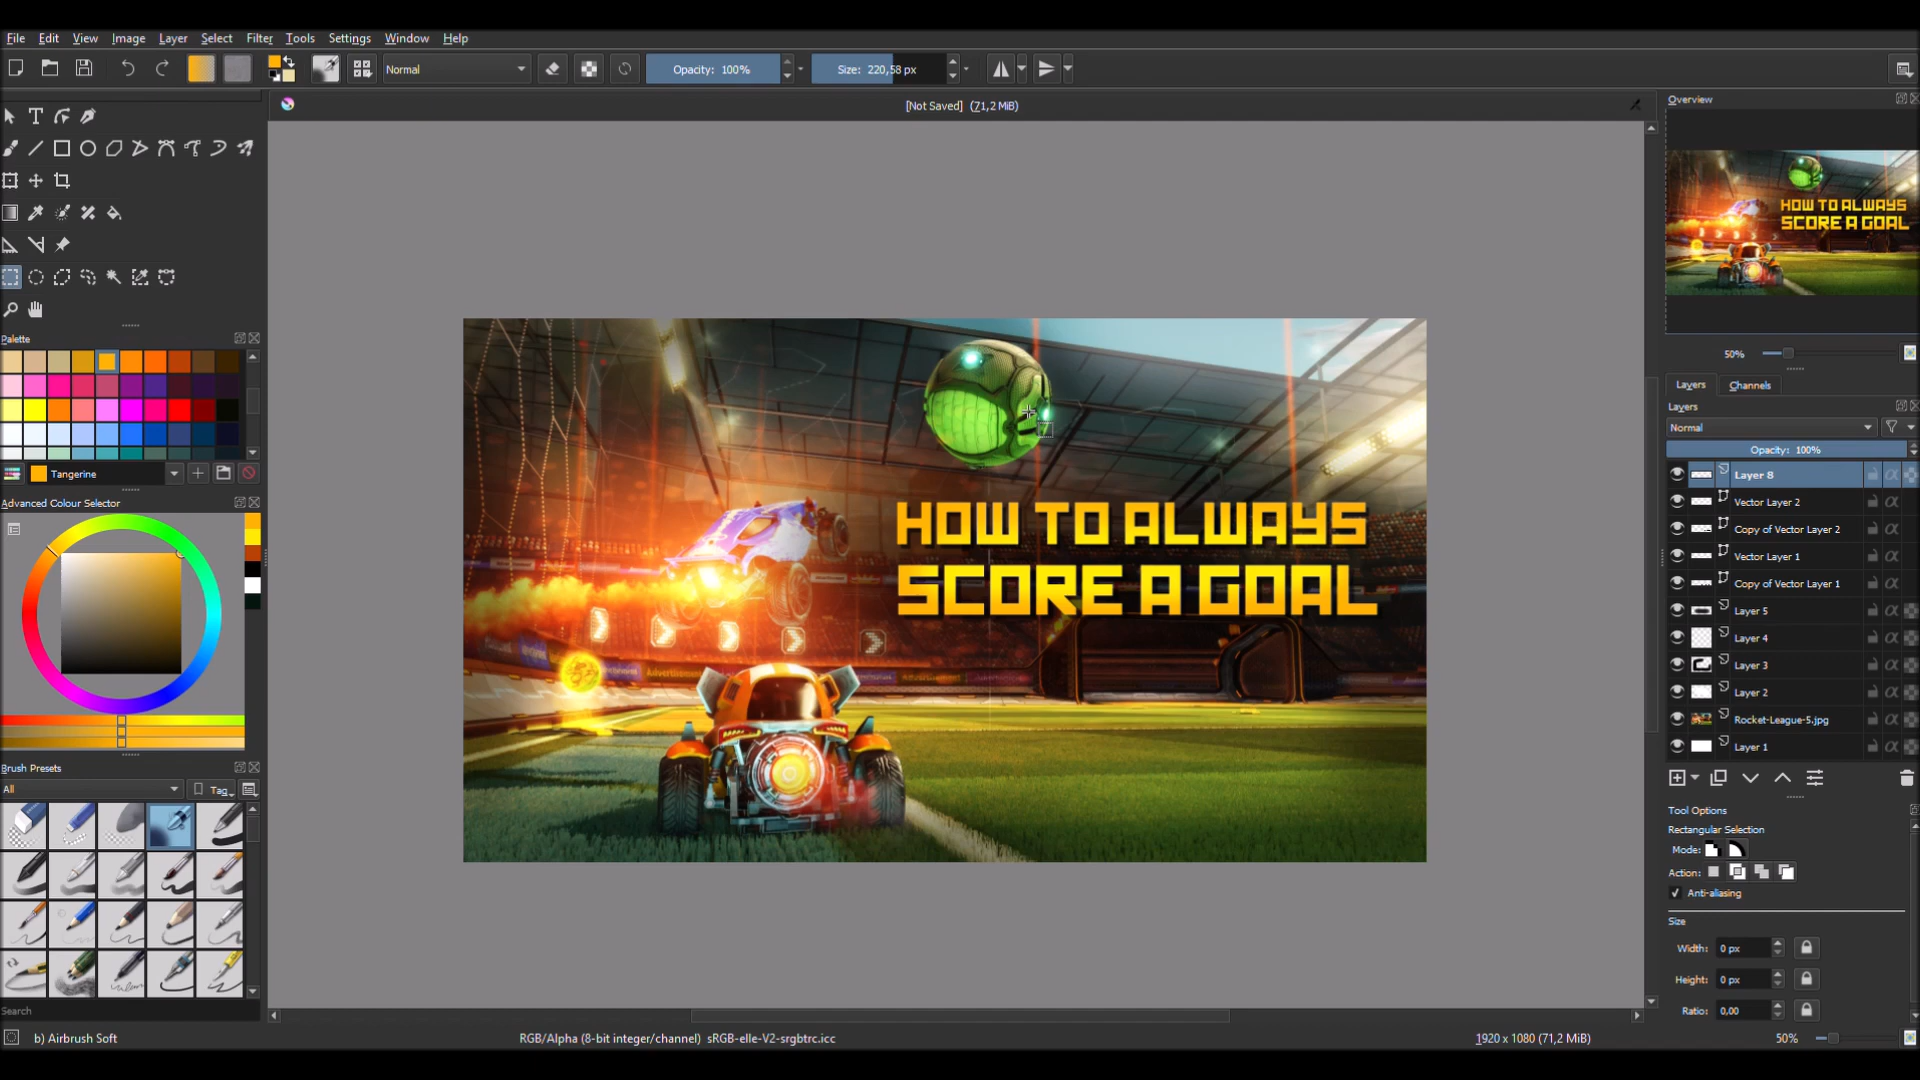 File Edit View Image Layer Select Filter Tools Settings Window Help
Normal
Opacity: 100%
Size: 220,58 px
[Not Saved] (71,2 MiB)
Overview
HOW TO ALWAYS
SCORE A GOAL
50%
Palette
Tangerine
Advanced Colour Selector
Brush Presets
All
Tag
Search
b) Airbrush Soft
HOW TO ALWAYS
SCORE A GOAL
Layers Channels
Layers
Normal
Opacity: 100%
Layer 8
Vector Layer 2
Copy of Vector Layer 2
Vector Layer 1
Copy of Vector Layer 1
Layer 5
Layer 4
Layer 3
Layer 2
Rocket-League-5.jpg
Layer 1
Tool Options
Rectangular Selection
Mode:
Action:
Anti-aliasing
Size
Width: 0 px
Height: 0 px
Ratio: 0,00
RGB/Alpha (8-bit integer/channel) sRGB-elle-V2-srgbtrc.icc
1920 x 1080 (71,2 MiB)
50%